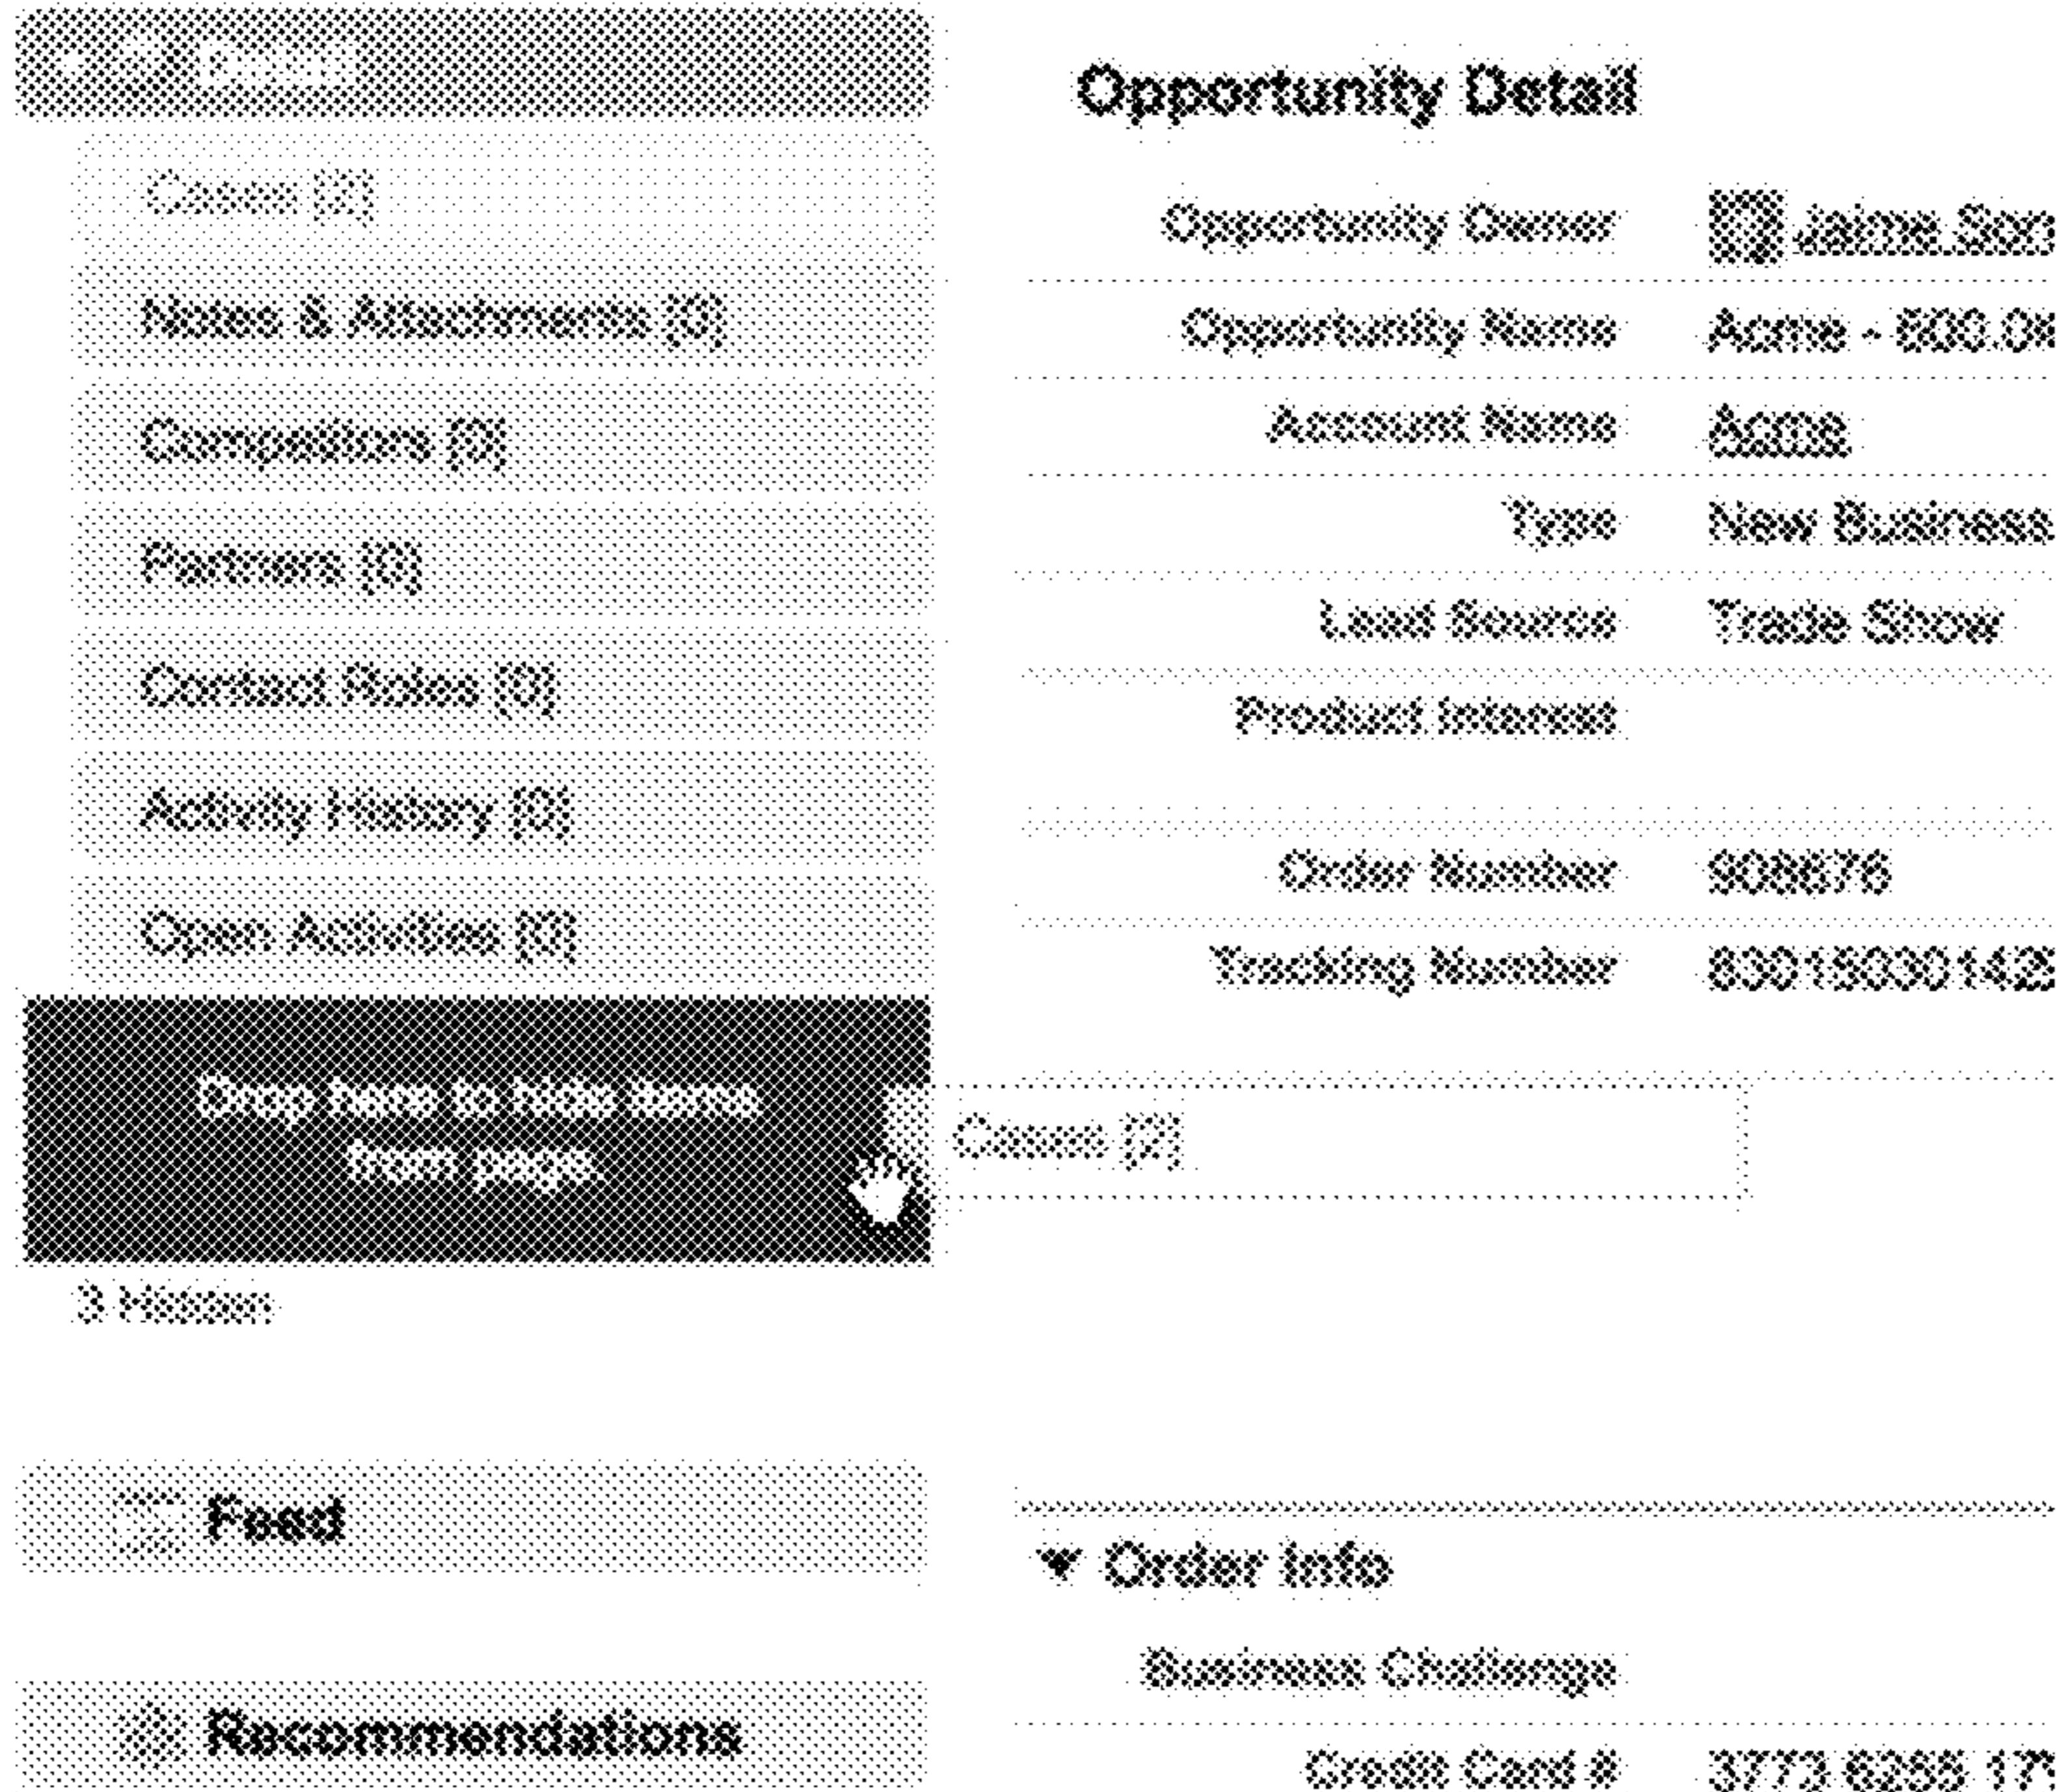 Cases [2]
Notes & Attachments [0]
Competitors [0]
Partners [0]
Contact Roles [0]
Activity History [0]
Open Activities [0]
Drop here to hide items
from page.
Cases [2]
3 Hidden
Feed
Recommendations
Opportunity Detail
Opportunity Owner Jaime Son
Opportunity Name Acme - 600.0
Account Name Acme
Type New Business
Lead Source Trade Show
Product Interest
Order Number 908676
Tracking Number
Order Info
Business Challenge
Credit Card #